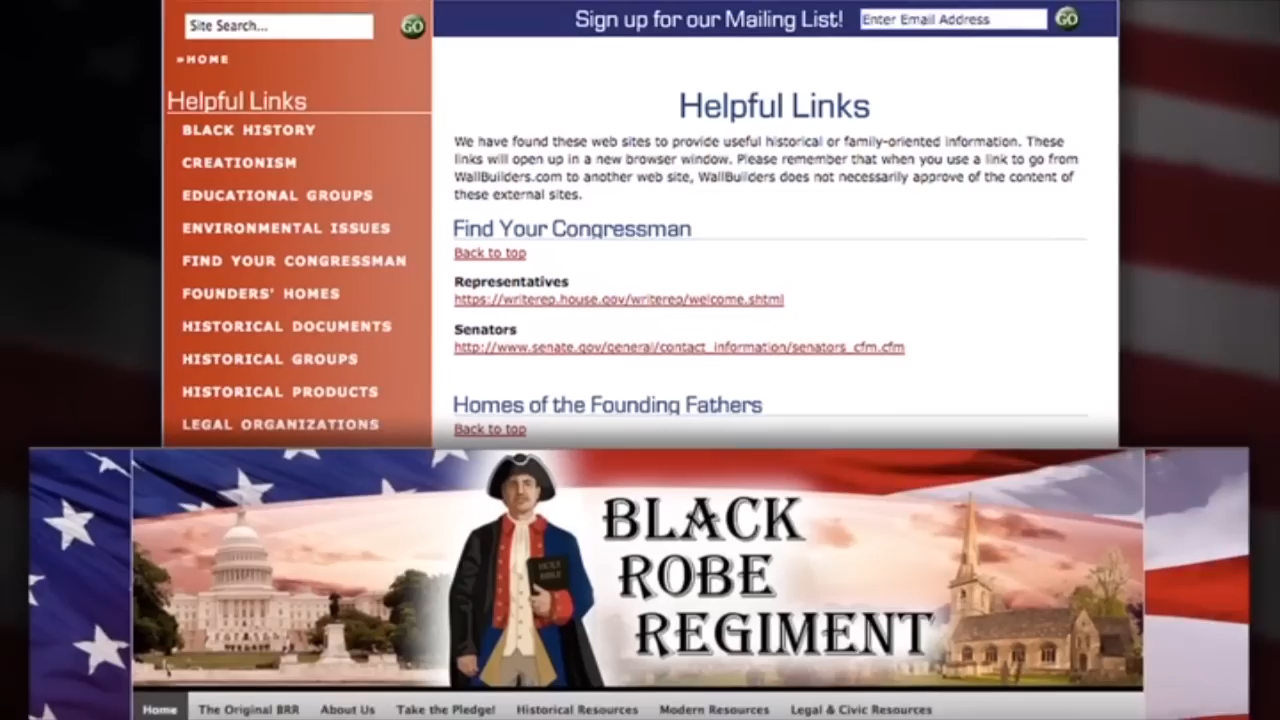 Site Search...
GO
Sign up for our Mailing List!
Enter Email Address
GO
»HOME
Helpful Links
BLACK HISTORY
CREATIONISM
EDUCATIONAL GROUPS
ENVIRONMENTAL ISSUES
FIND YOUR CONGRESSMAN
FOUNDERS' HOMES
HISTORICAL DOCUMENTS
HISTORICAL GROUPS
HISTORICAL PRODUCTS
LEGAL ORGANIZATIONS
Helpful Links
We have found these web sites to provide useful historical or family-oriented information. These
links will open up in a new browser window. Please remember that when you use a link to go from
WallBuilders.com to another web site, WallBuilders does not necessarily approve of the content of
these external sites.
Find Your Congressman
Back to top
Representatives
https://writerep.house.gov/writerep/welcome.shtml
Senators
http://www.senate.gov/general/contact_information/senators_cfm.cfm
Homes of the Founding Fathers
Back to top
HOLY
BIBLE
BLACK
ROBE
REGIMENT
Home The Original BRR About Us Take the Pledge! Historical Resources Modern Resources Legal & Civic Resources